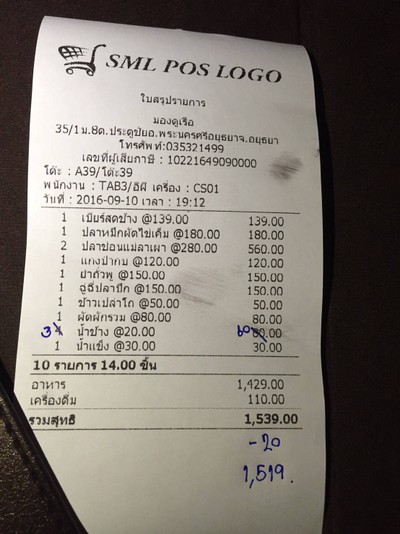 SML POS LOGO
ใบสรุปรายการ
มองดูเรือ
35/1ม.8ต.ประตูชัยอ.พระนครศรีอยุธยาจ.อยุธยา
โทรศัพท์:035321499
เลขที่ผู้เสียภาษี : 10221649090000
โต๊ะ : A39/โต๊ะ39
พนักงาน : TAB3/อีฝี เครื่อง : CS01
วันที่ : 2016-09-10 เวลา : 19:12
1 เบียร์สดช้าง @139.00 139.00
1 ปลาหมึกผัดไข่เค็ม @180.00 180.00
2 ปลาช่อนแม่ลาเผา @280.00 560.00
1 แกงป่ากบ @120.00 120.00
1 ยำถั่วพู @150.00 150.00
1 ฉู่ฉี่ปลาบึก @150.00 150.00
1 ข้าวเปล่าโถ @50.00 50.00
1 ผัดผักรวม @80.00 80.00
3 4 น้ำช้าง @20.00 60 80.00
1 น้ำแข็ง @30.00 30.00
10 รายการ 14.00 ชิ้น
อาหาร 1,429.00
เครื่องดื่ม 110.00
รวมสุทธิ 1,539.00
-20
1,519.